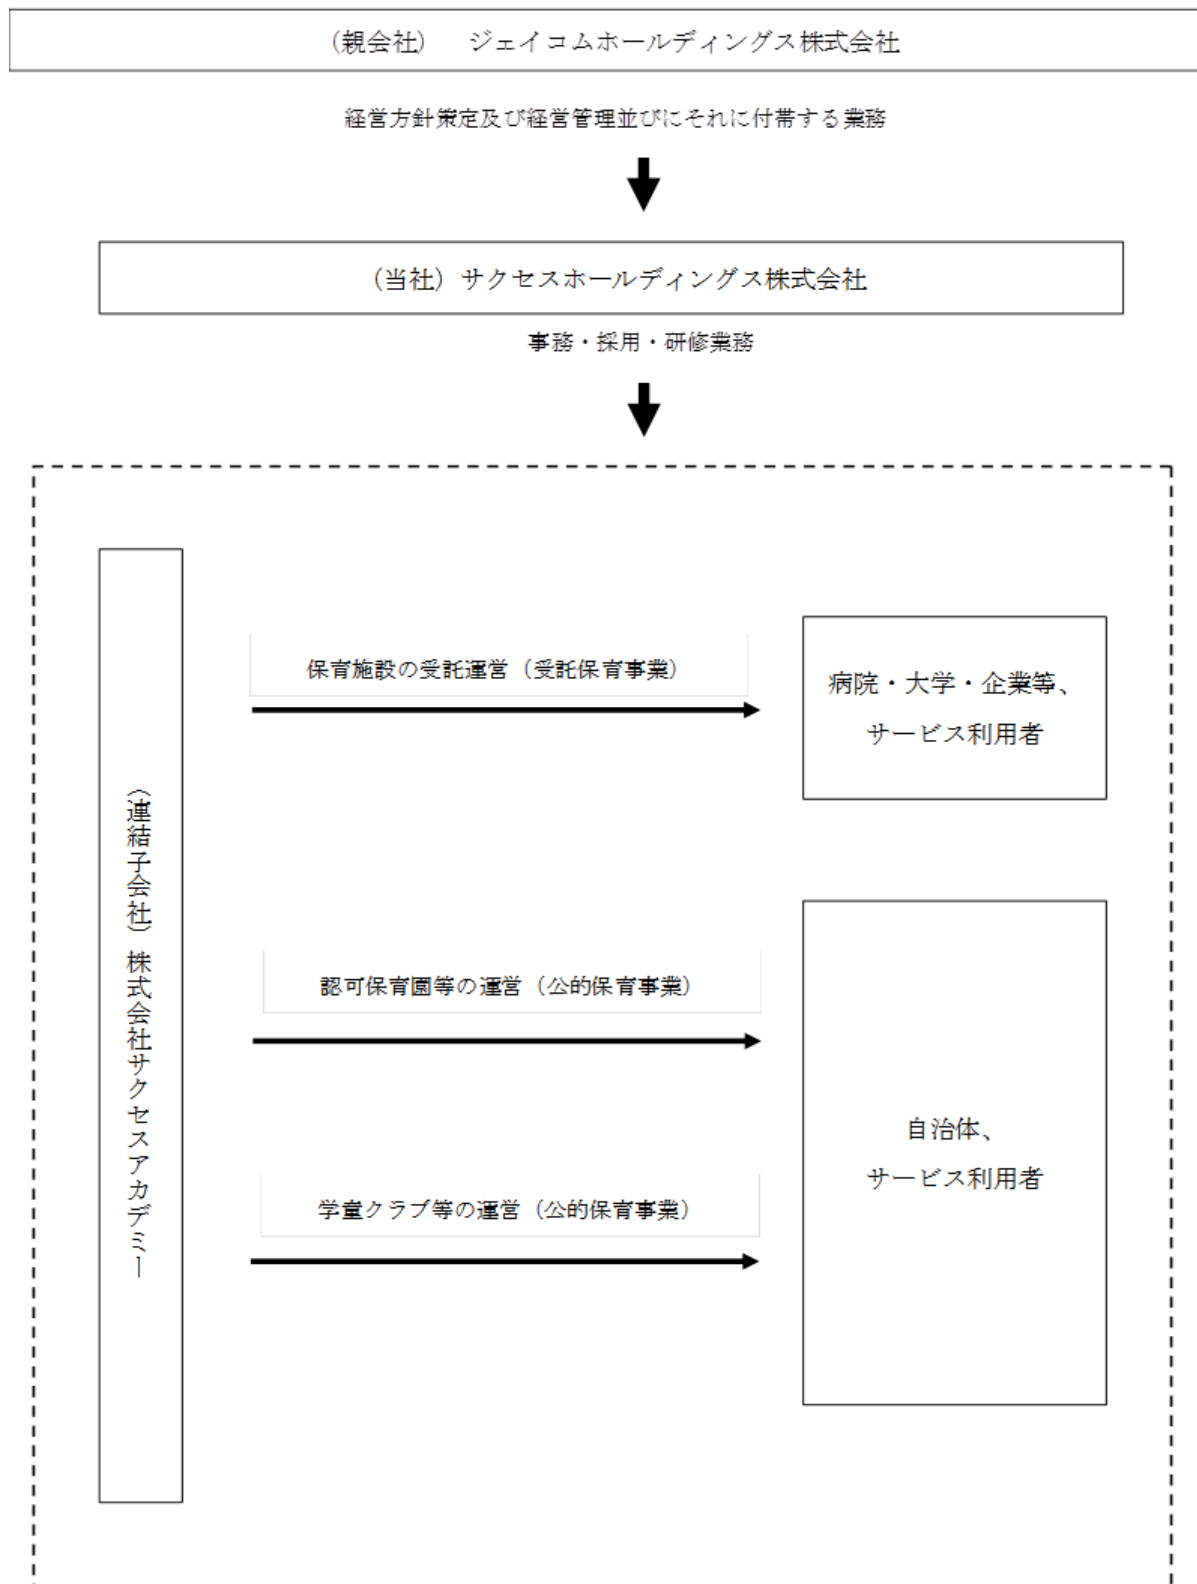 （親会社）　ジェイコムホールディングス株式会社
経営方針策定及び経営管理並びにそれに付帯する業務
（当社）サクセスホールディングス株式会社
事務・採用・研修業務
（連結子会社）株式会社サクセスアカデミー
保育施設の受託運営（受託保育事業）
病院・大学・企業等、
サービス利用者
認可保育園等の運営（公的保育事業）
学童クラブ等の運営（公的保育事業）
自治体、
サービス利用者